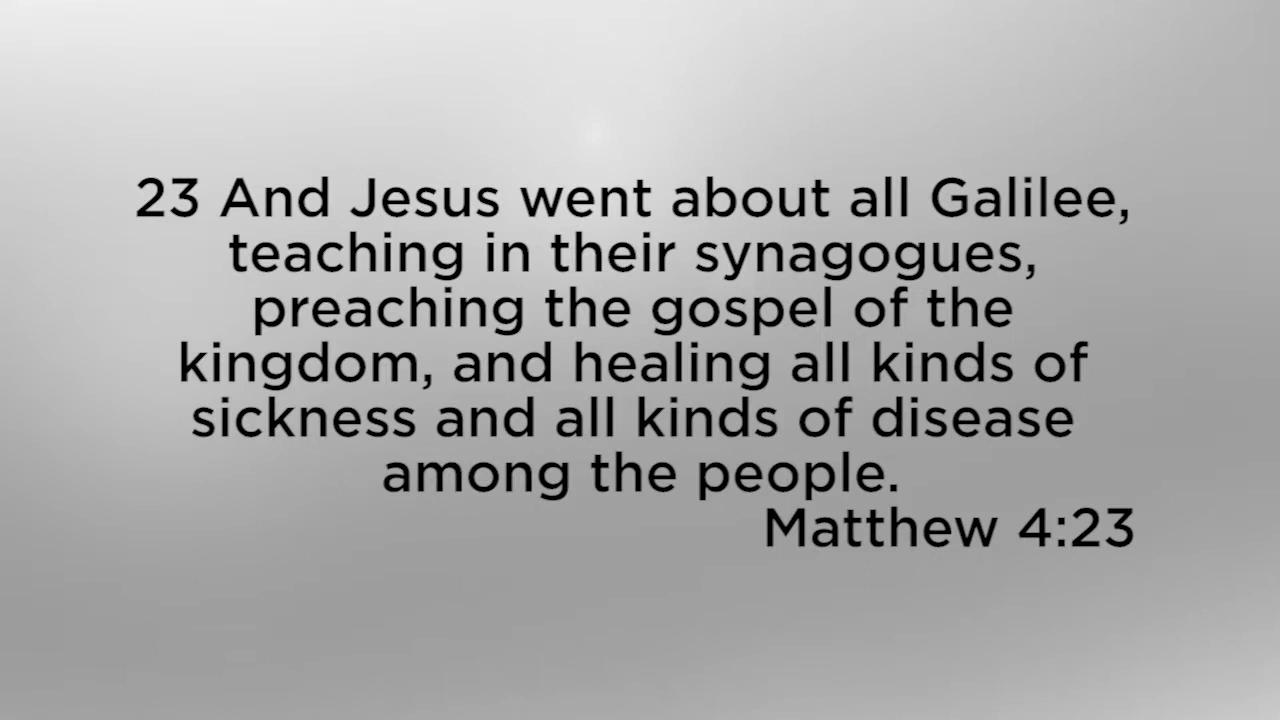 23 And Jesus went about all Galilee,
teaching in their synagogues,
preaching the gospel of the
kingdom, and healing all kinds of
sickness and all kinds of disease
among the people.
Matthew 4:23